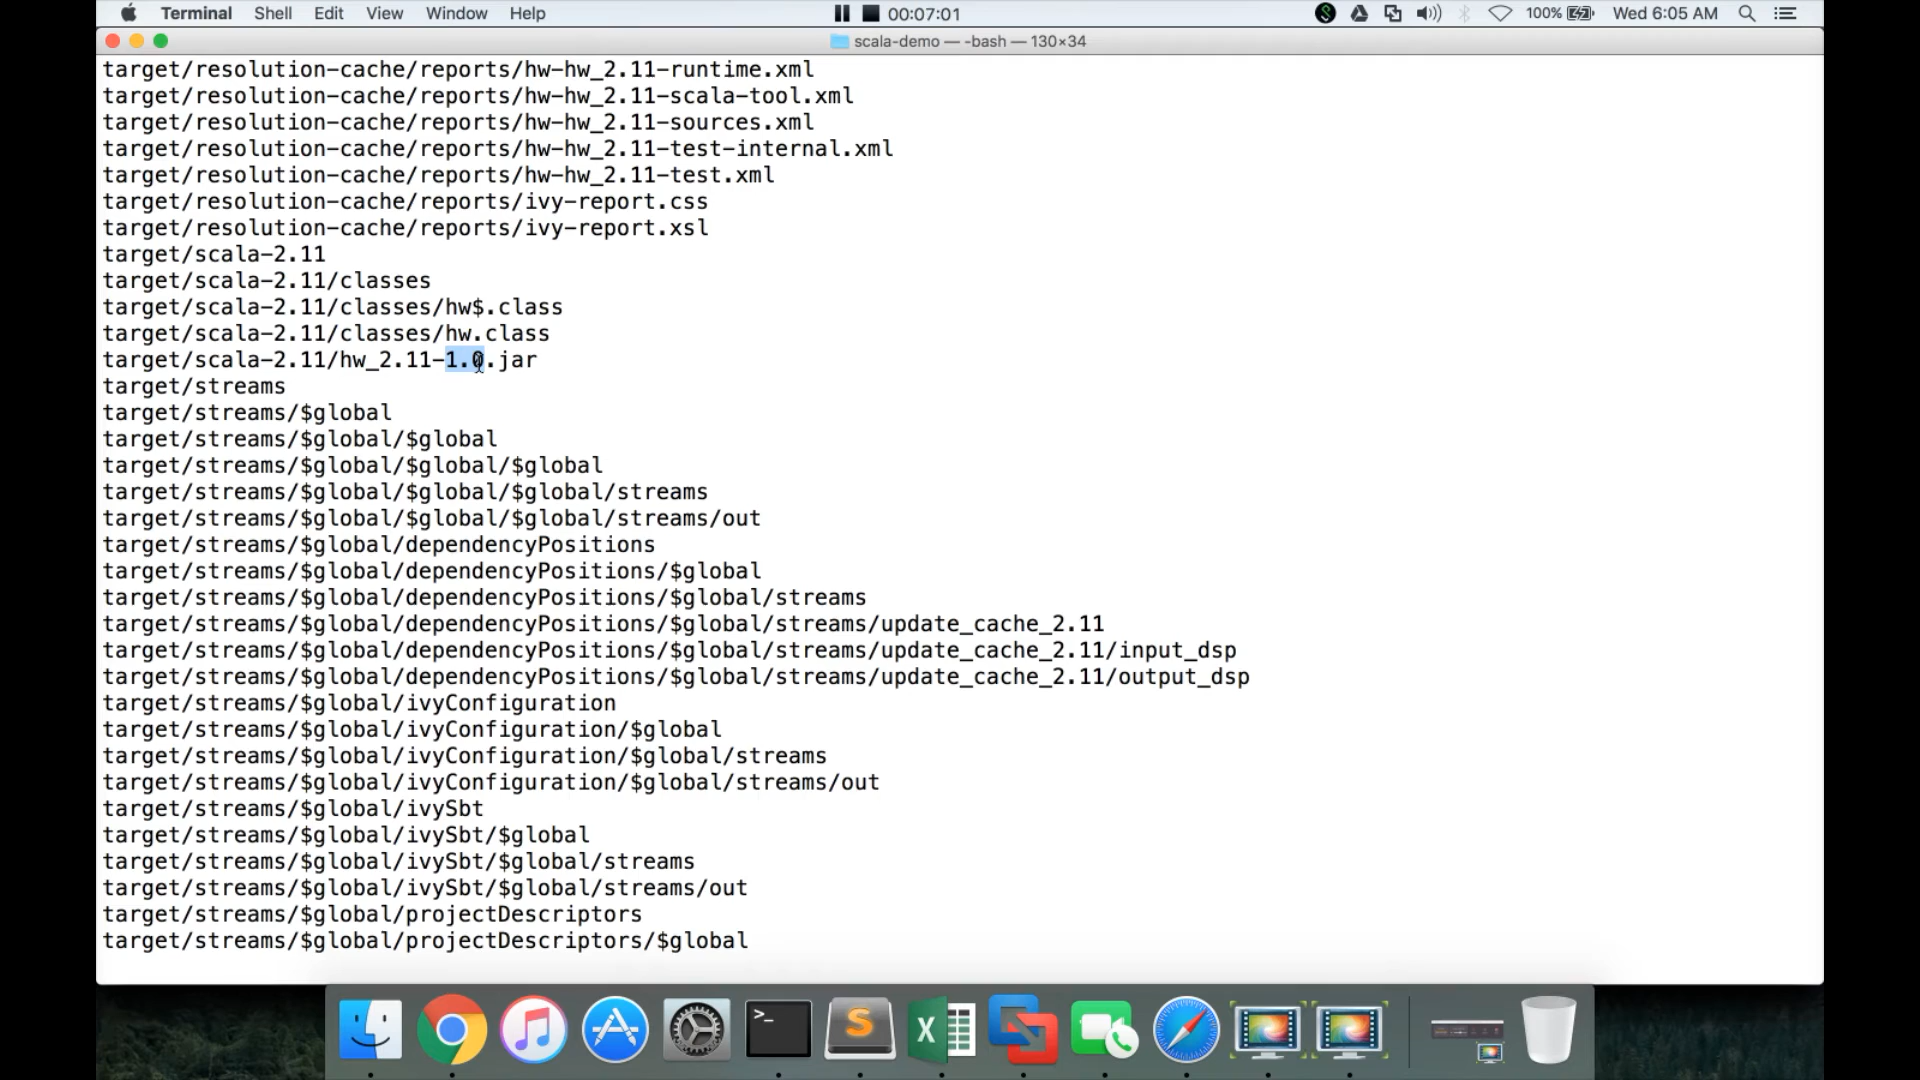 Terminal Shell Edit View Window Help 00:07:01 100% Wed 6:05 AM
scala-demo — -bash — 130×34
target/resolution-cache/reports/hw-hw_2.11-runtime.xml
target/resolution-cache/reports/hw-hw_2.11-scala-tool.xml
target/resolution-cache/reports/hw-hw_2.11-sources.xml
target/resolution-cache/reports/hw-hw_2.11-test-internal.xml
target/resolution-cache/reports/hw-hw_2.11-test.xml
target/resolution-cache/reports/ivy-report.css
target/resolution-cache/reports/ivy-report.xsl
target/scala-2.11
target/scala-2.11/classes
target/scala-2.11/classes/hw$.class
target/scala-2.11/classes/hw.class
target/scala-2.11/hw_2.11-1.0.jar
target/streams
target/streams/$global
target/streams/$global/$global
target/streams/$global/$global/$global
target/streams/$global/$global/$global/streams
target/streams/$global/$global/$global/streams/out
target/streams/$global/dependencyPositions
target/streams/$global/dependencyPositions/$global
target/streams/$global/dependencyPositions/$global/streams
target/streams/$global/dependencyPositions/$global/streams/update_cache_2.11
target/streams/$global/dependencyPositions/$global/streams/update_cache_2.11/input_dsp
target/streams/$global/dependencyPositions/$global/streams/update_cache_2.11/output_dsp
target/streams/$global/ivyConfiguration
target/streams/$global/ivyConfiguration/$global
target/streams/$global/ivyConfiguration/$global/streams
target/streams/$global/ivyConfiguration/$global/streams/out
target/streams/$global/ivySbt
target/streams/$global/ivySbt/$global
target/streams/$global/ivySbt/$global/streams
target/streams/$global/ivySbt/$global/streams/out
target/streams/$global/projectDescriptors
target/streams/$global/projectDescriptors/$global